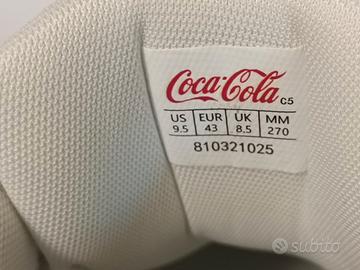 Coca-Cola
C5
US EUR UK MM
9.5 43 8.5 270
810321025
subito